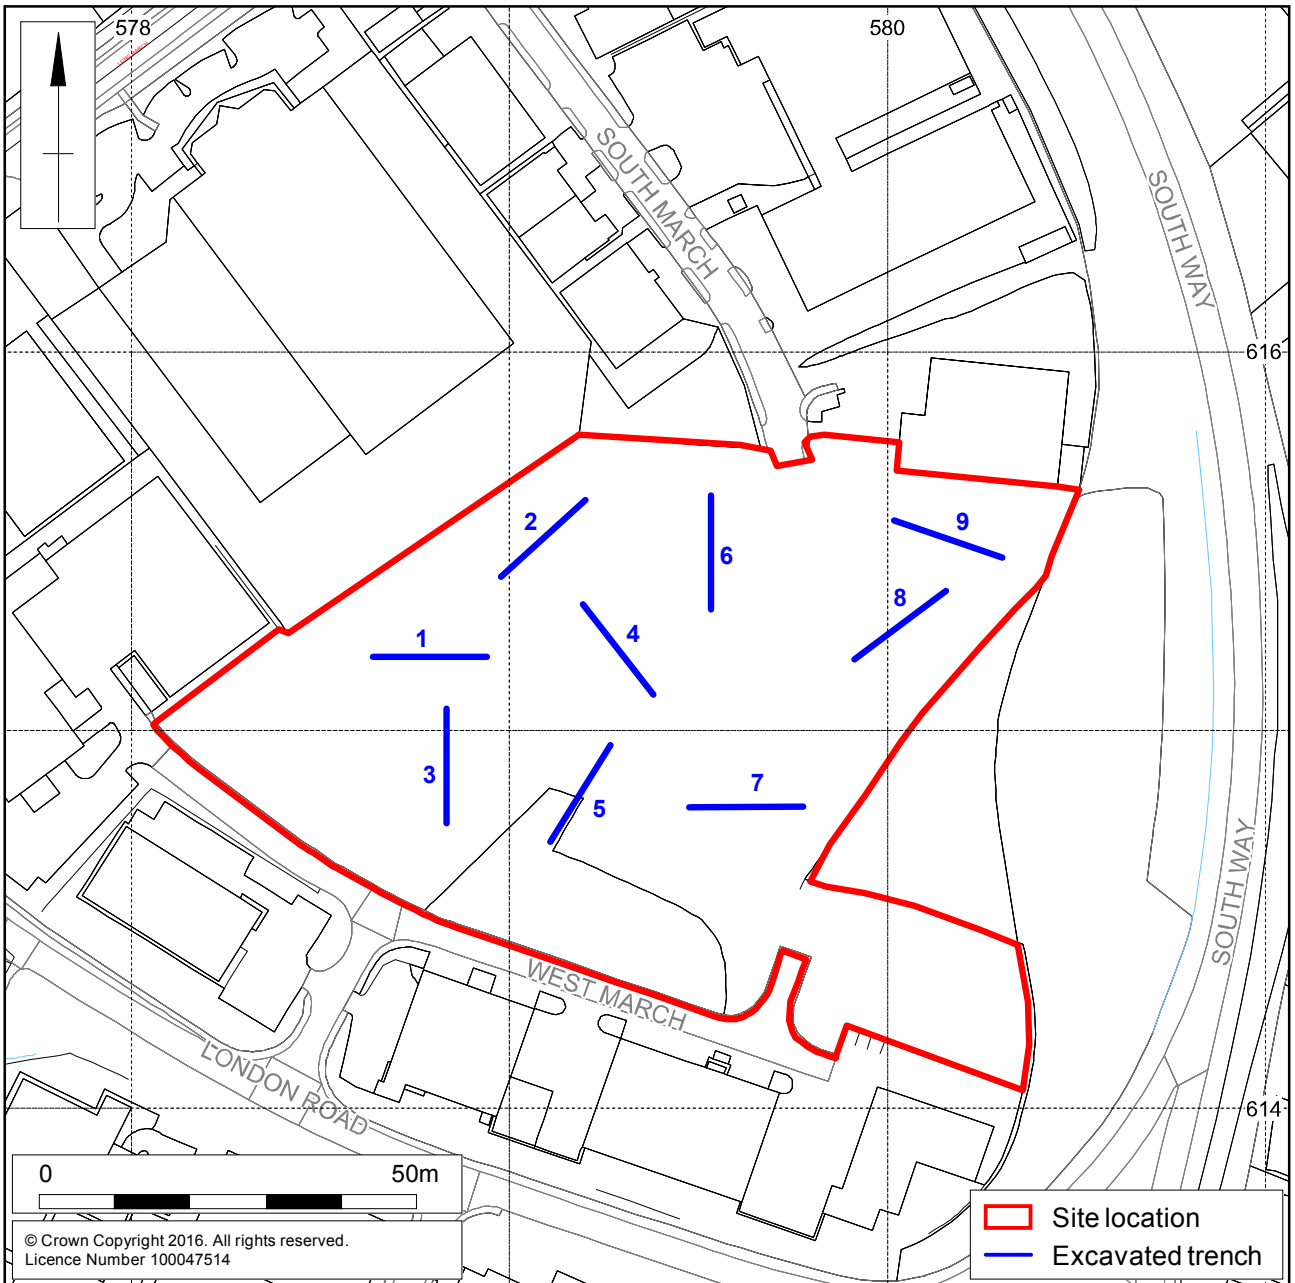 578
580
SOUTH MARCH
SOUTH WAY
616
2
6
9
8
4
1
3
5
7
SOUTH WAY
WEST MARCH
LONDON ROAD
614
0 50m
© Crown Copyright 2016. All rights reserved.
Licence Number 100047514
Site location
Excavated trench